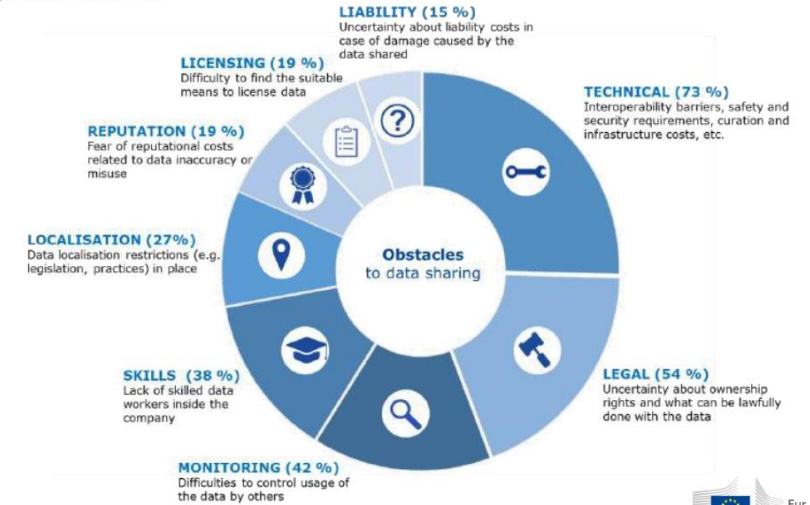 LIABILITY (15 %)
Uncertainty about liability costs in
case of damage caused by the
data shared
LICENSING (19 %)
Difficulty to find the suitable
means to license data
TECHNICAL (73 %)
Interoperability barriers, safety and
security requirements, curation and
infrastructure costs, etc.
REPUTATION (19 %)
Fear of reputational costs
related to data inaccuracy or
misuse
LOCALISATION (27%)
Data localisation restrictions (e.g.
legislation, practices) in place
Obstacles
to data sharing
SKILLS (38 %)
Lack of skilled data
workers inside the
company
LEGAL (54 %)
Uncertainty about ownership
rights and what can be lawfully
done with the data
MONITORING (42 %)
Difficulties to control usage of
the data by others